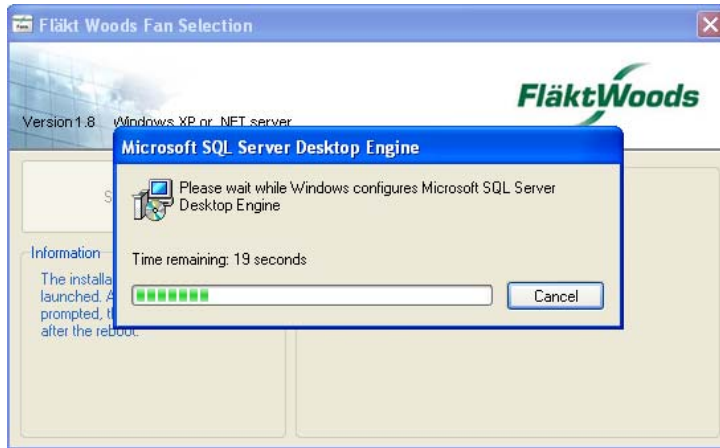 Fläkt Woods Fan Selection
FläktWoods
Version 1.8 Windows XP or .NET server
Microsoft SQL Server Desktop Engine
Please wait while Windows configures Microsoft SQL Server
Desktop Engine
Time remaining: 19 seconds
Cancel
Information
The installa
launched. A
prompted, t
after the reboot.